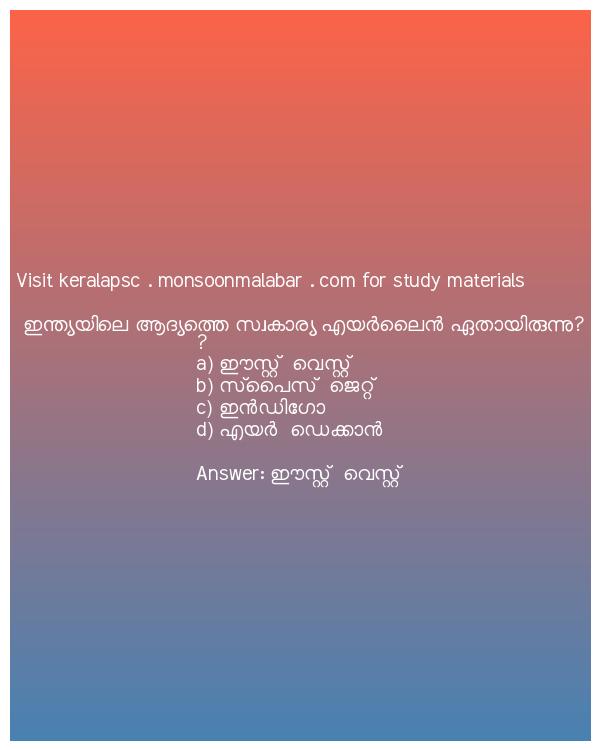 Visit keralapsc . monsoonmalabar . com for study materials
ഇന്ത്യയിലെ ആദ്യത്തെ സ്വകാര്യ എയർലൈൻ ഏതായിരുന്നു?
?
a) ഈസ്റ്റ് വെസ്റ്റ്
b) സ്പൈസ് ജെറ്റ്
c) ഇൻഡിഗോ
d) എയർ ഡെക്കാൻ
Answer: ഈസ്റ്റ് വെസ്റ്റ്